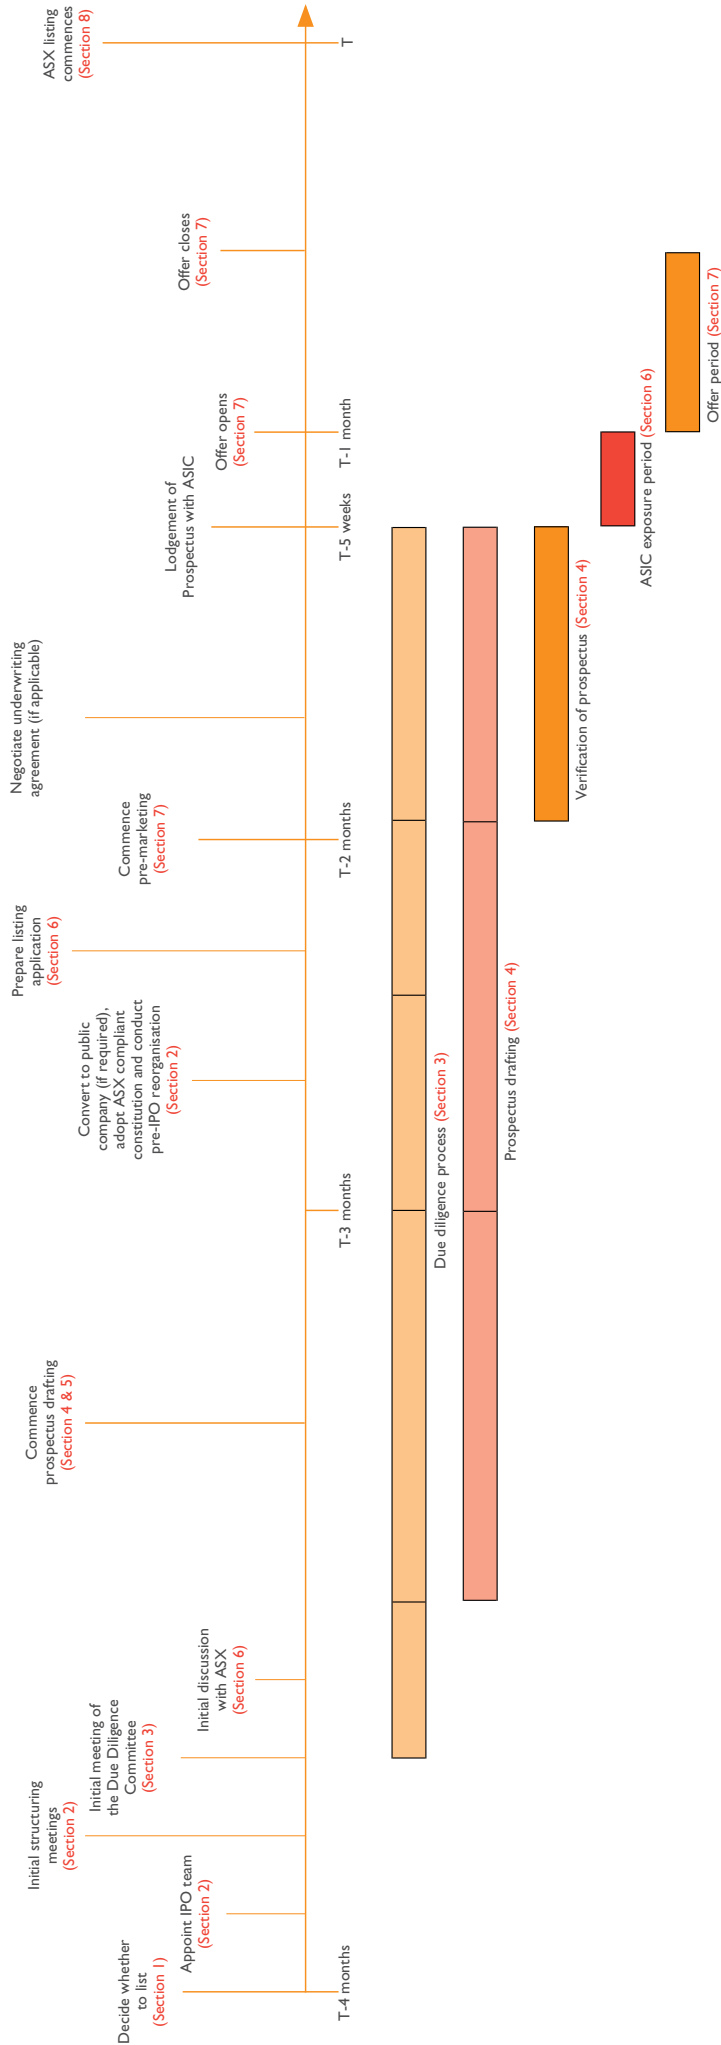 Decide whether
to list
(Section 1)
Appoint IPO team
(Section 2)
Initial structuring
meetings
(Section 2)
Initial meeting of
the Due Diligence
Committee
(Section 3)
Initial discussion
with ASX
(Section 6)
Commence
prospectus drafting
(Section 4 & 5)
Convert to public
company (if required),
adopt ASX compliant
constitution and conduct
pre-IPO reorganisation
(Section 2)
Prepare listing
application
(Section 6)
Commence
pre-marketing
(Section 7)
Negotiate underwriting
agreement (if applicable)
Lodgement of
Prospectus with ASIC
Offer opens
(Section 7)
Offer closes
(Section 7)
ASX listing
commences
(Section 8)
T-4 months
T-3 months
T-2 months
T-5 weeks
T-1 month
T
Due diligence process (Section 3)
Prospectus drafting (Section 4)
Verification of prospectus (Section 4)
ASIC exposure period (Section 6)
Offer period (Section 7)